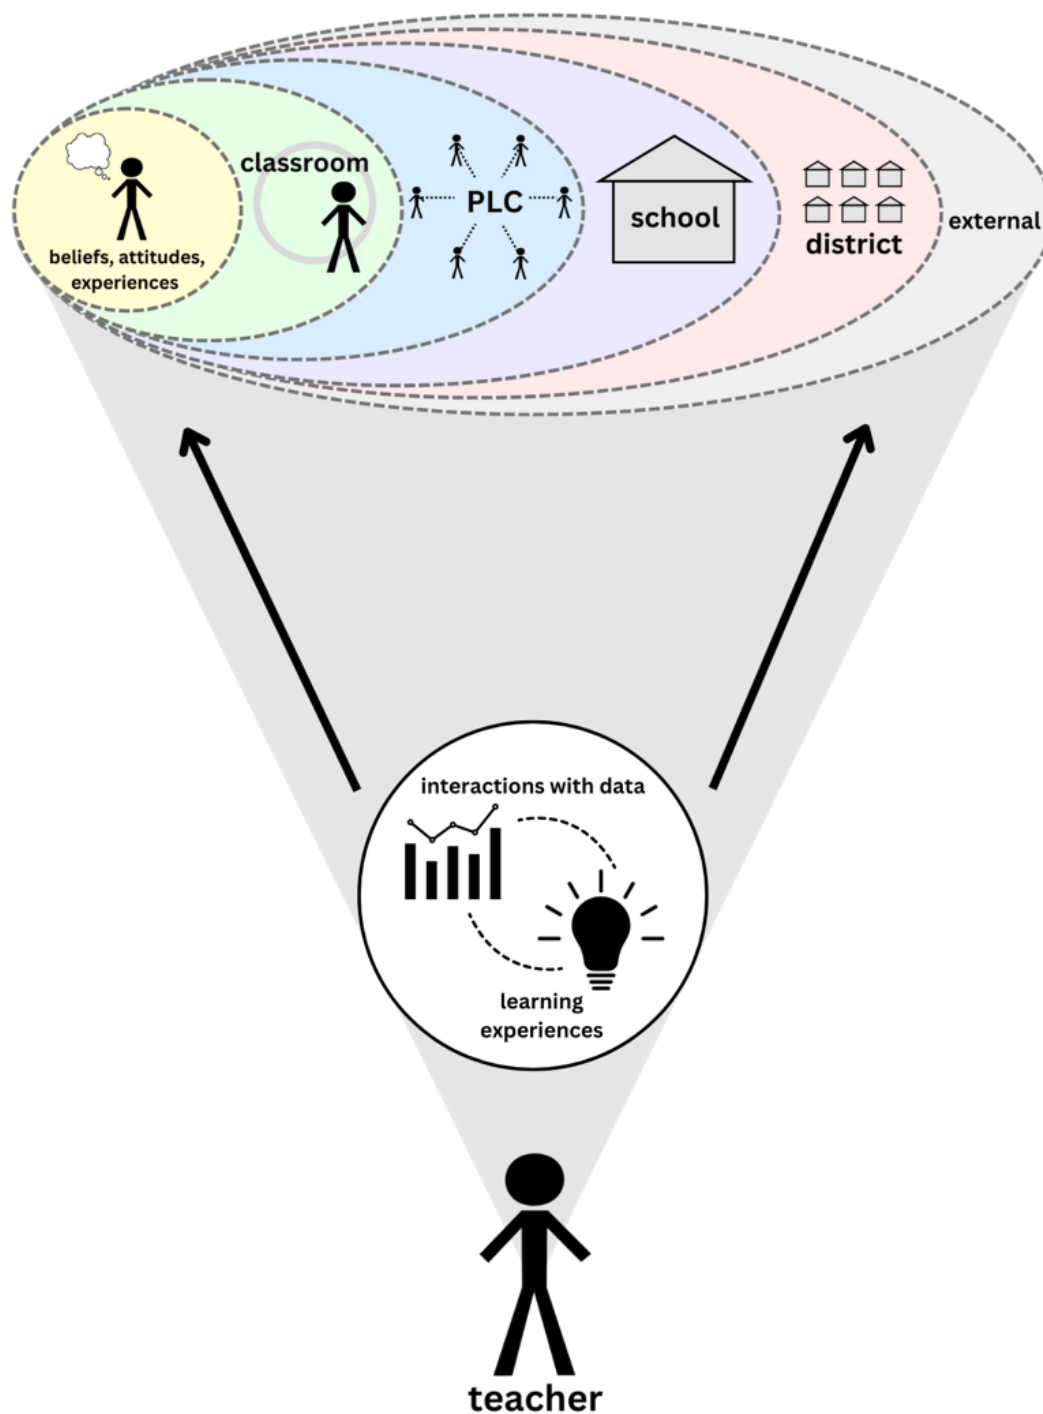 classroom
PLC
school
district
external
beliefs, attitudes,
experiences
interactions with data
learning
experiences
teacher